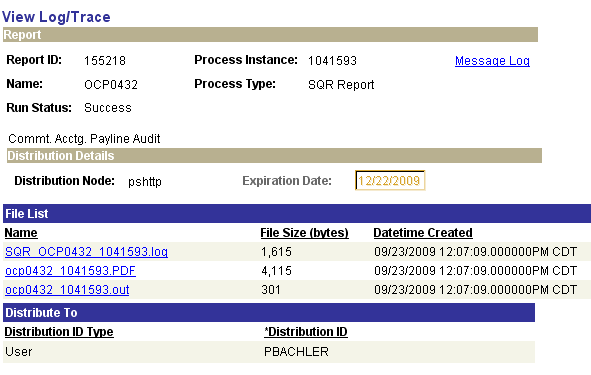 View Log/Trace
Report
Report ID: 155218 Process Instance: 1041593 Message Log
Name: OCP0432 Process Type: SQR Report
Run Status: Success
Commt. Acctg. Payline Audit
Distribution Details
Distribution Node: pshttp Expiration Date: 12/22/2009
File List
Name File Size (bytes) Datetime Created
SQR_OCP0432_1041593.log 1,615 09/23/2009 12:07:09.000000PM CDT
ocp0432_1041593.PDF 4,115 09/23/2009 12:07:09.000000PM CDT
ocp0432_1041593.out 301 09/23/2009 12:07:09.000000PM CDT
Distribute To
Distribution ID Type *Distribution ID
User PBACHLER